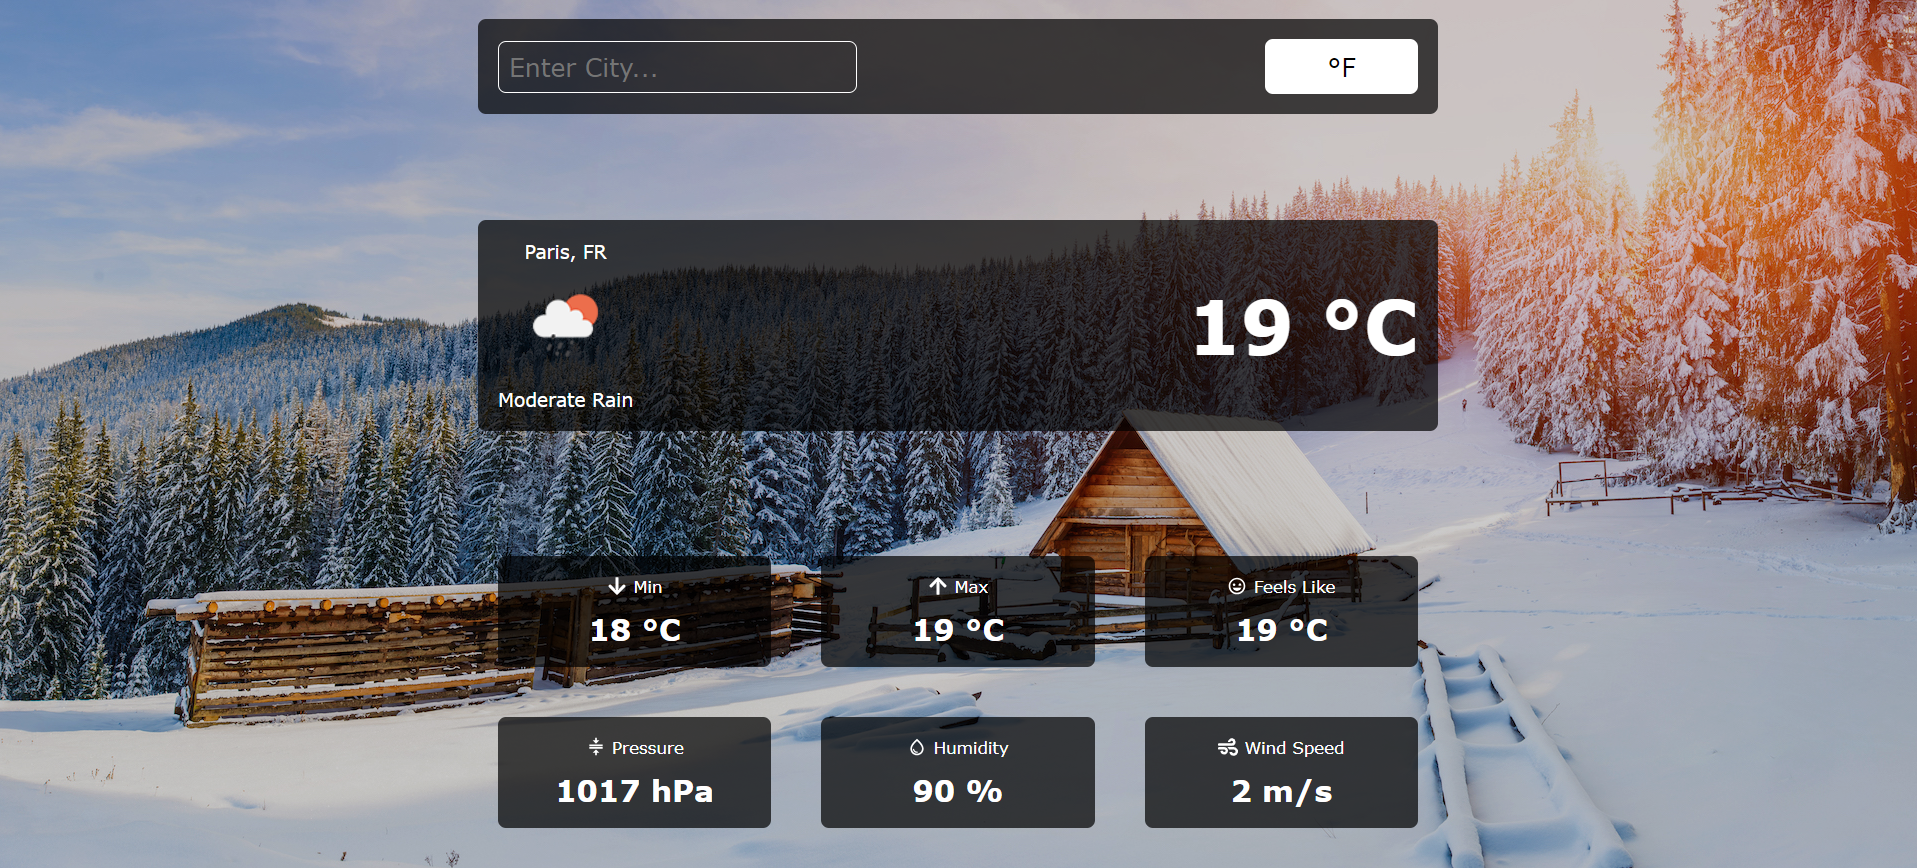 Enter City...
°F
Paris, FR
19 °C
Moderate Rain
Min
18 °C
Max
19 °C
Feels Like
19 °C
Pressure
1017 hPa
Humidity
90 %
Wind Speed
2 m/s